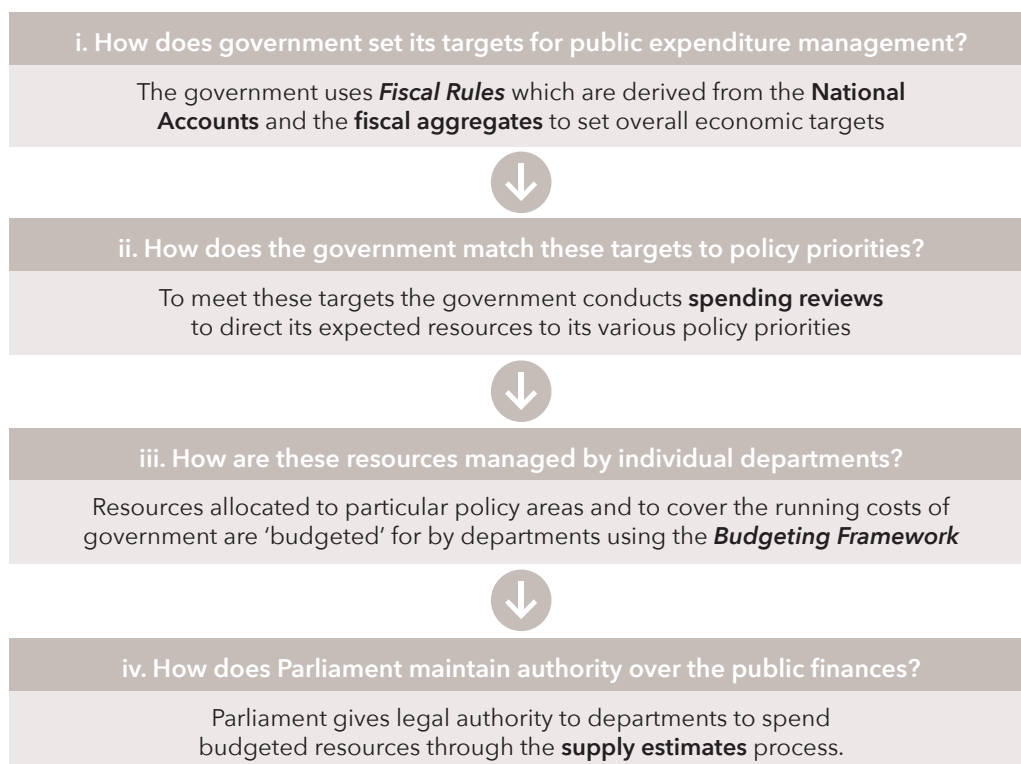 i. How does government set its targets for public expenditure management?
The government uses Fiscal Rules which are derived from the National
Accounts and the fiscal aggregates to set overall economic targets
ii. How does the government match these targets to policy priorities?
To meet these targets the government conducts spending reviews
to direct its expected resources to its various policy priorities
iii. How are these resources managed by individual departments?
Resources allocated to particular policy areas and to cover the running costs of
government are ‘budgeted’ for by departments using the Budgeting Framework
iv. How does Parliament maintain authority over the public finances?
Parliament gives legal authority to departments to spend
budgeted resources through the supply estimates process.